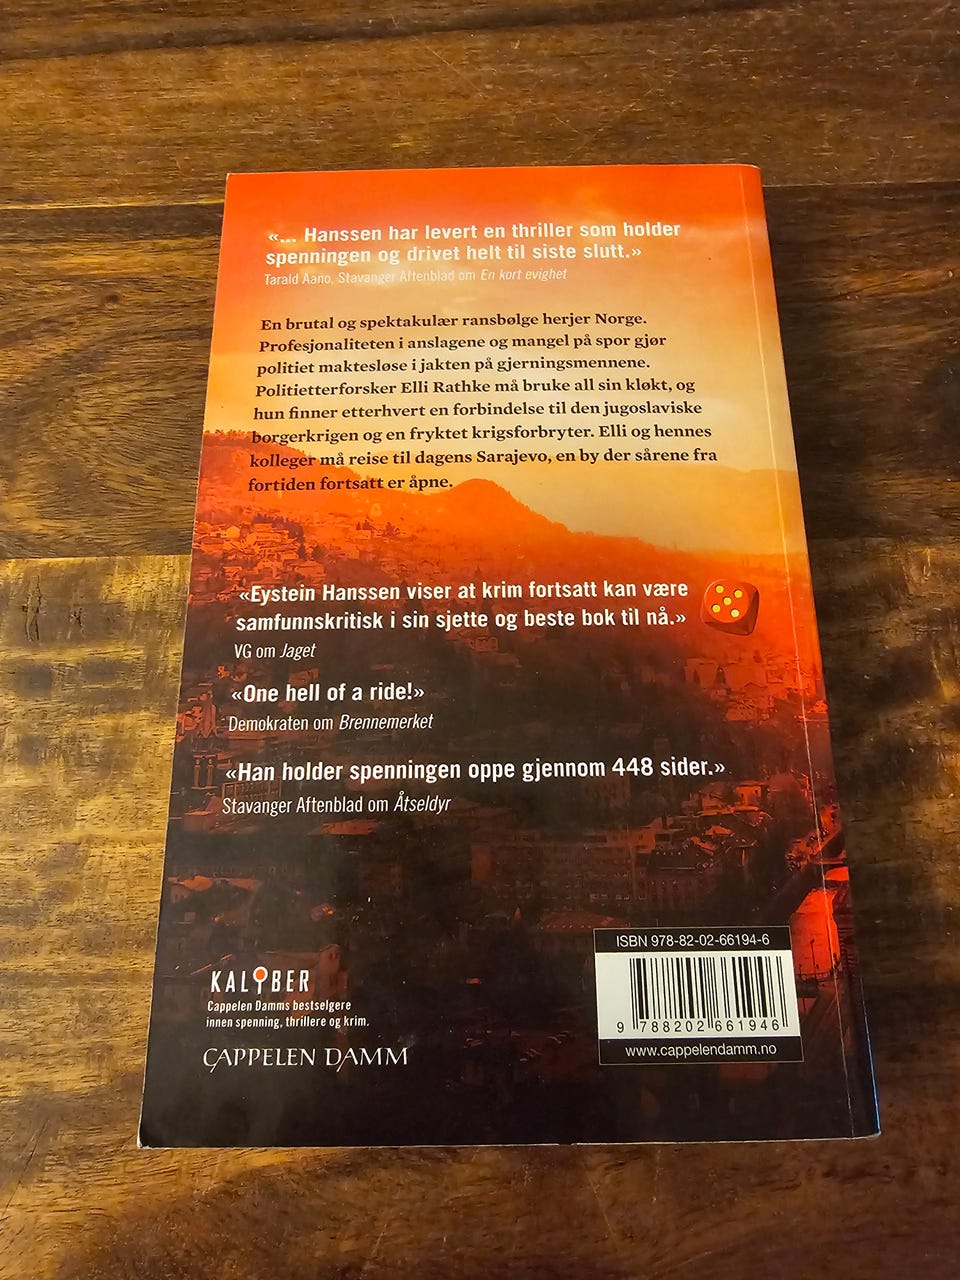 «... Hanssen har levert en thriller som holder
spenningen og drivet helt til siste slutt.»
Tarald Aano, Stavanger Aftenblad om En kort evighet
En brutal og spektakulær ransbølge herjer Norge.
Profesjonaliteten i anslagene og mangel på spor gjør
politiet maktesløse i jakten på gjerningsmennene.
Politietterforsker Elli Rathke må bruke all sin kløkt, og
hun finner etterhvert en forbindelse til den jugoslaviske
borgerkrigen og en fryktet krigsforbryter. Elli og hennes
kolleger må reise til dagens Sarajevo, en by der sårene fra
fortiden fortsatt er åpne.
«Eystein Hanssen viser at krim fortsatt kan være
samfunnskritisk i sin sjette og beste bok til nå.»
VG om Jaget
«One hell of a ride!»
Demokraten om Brennemerket
«Han holder spenningen oppe gjennom 448 sider.»
Stavanger Aftenblad om Åtseldyr
KALIBER
Cappelen Damms bestselgere
innen spenning, thrillere og krim.
CAPPELEN DAMM
ISBN 978-82-02-66194-6
9 788202 661946
www.cappelendamm.no